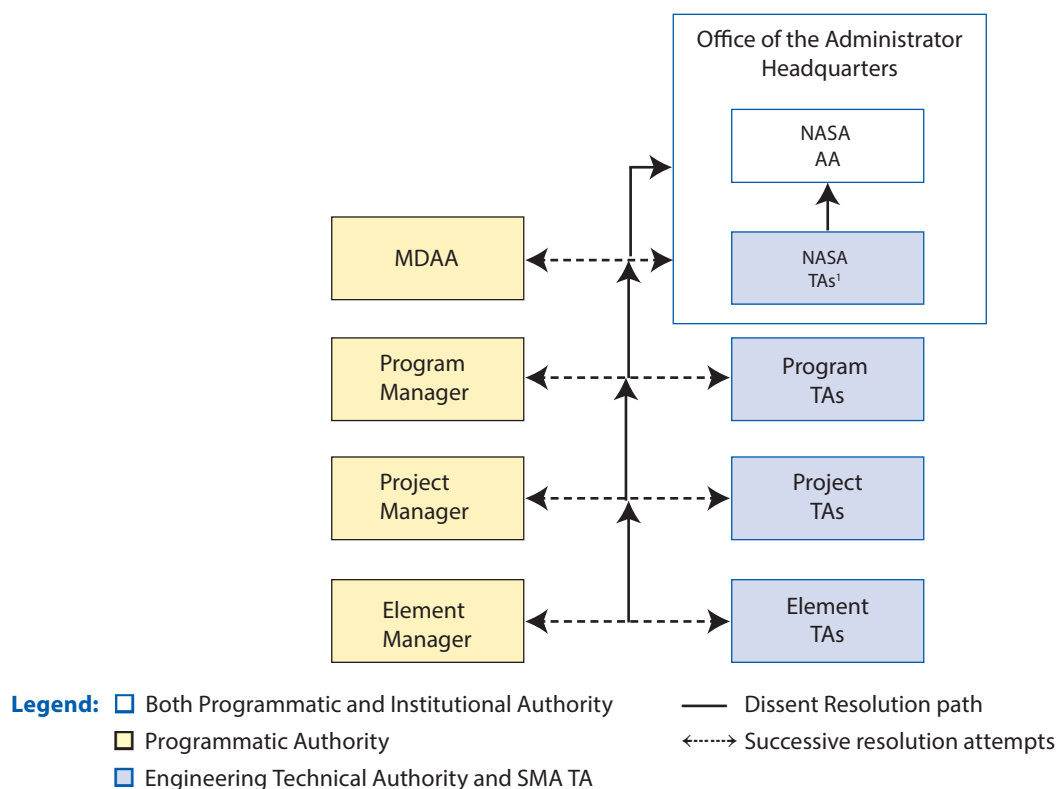 Office of the Administrator
Headquarters
NASA
AA
MDAA
NASA
TAs¹
Program
Manager
Program
TAs
Project
Manager
Project
TAs
Element
Manager
Element
TAs
Legend:
Both Programmatic and Institutional Authority
Dissent Resolution path
Programmatic Authority
Successive resolution attempts
Engineering Technical Authority and SMA TA